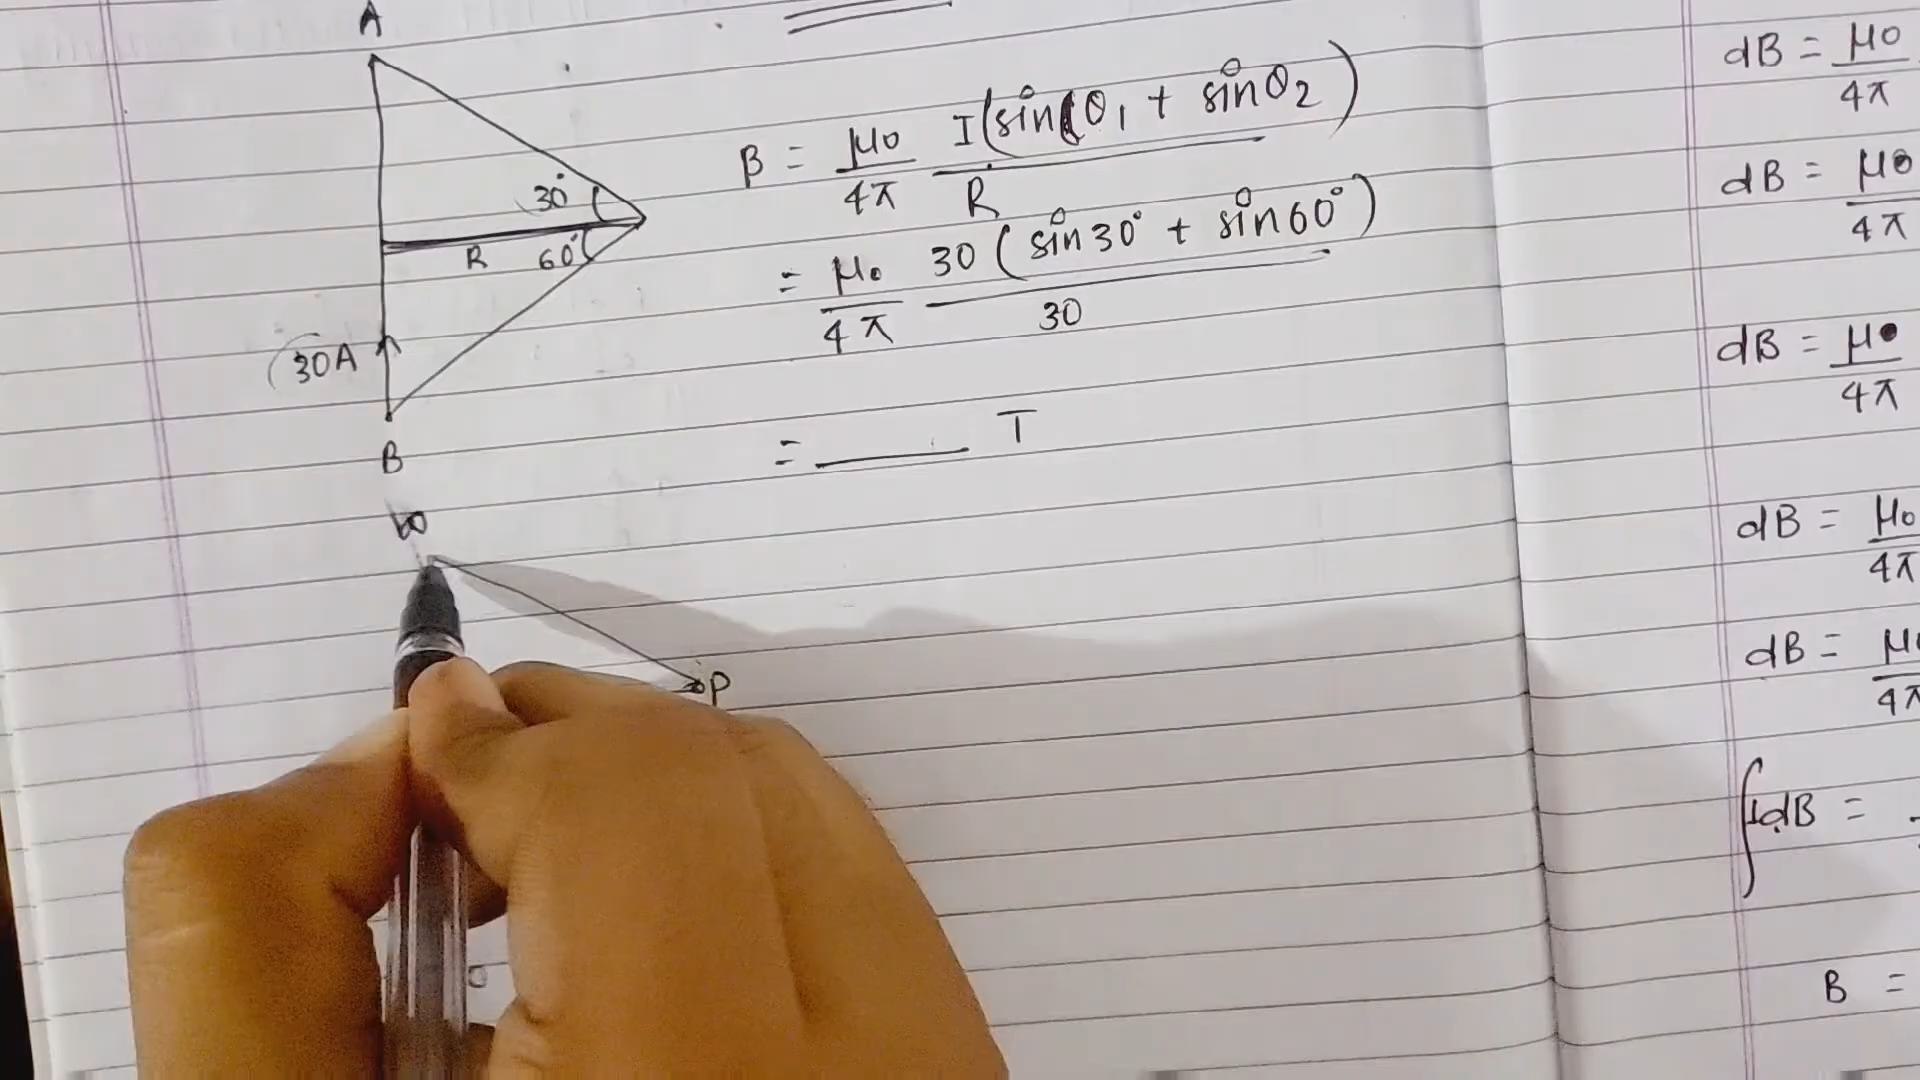 A
30°
R 60°
30A
B
B = μ0/4π I(sinθ1 + sinθ2)/R
= μ0/4π 30(sin30° + sin60°)/30
= ____ T
∞
P
dB = μ0/4π
dB = μ0/4π
dB = μ0/4π
dB = μ0/4π
dB = μ0/4π
∫dB =
B =